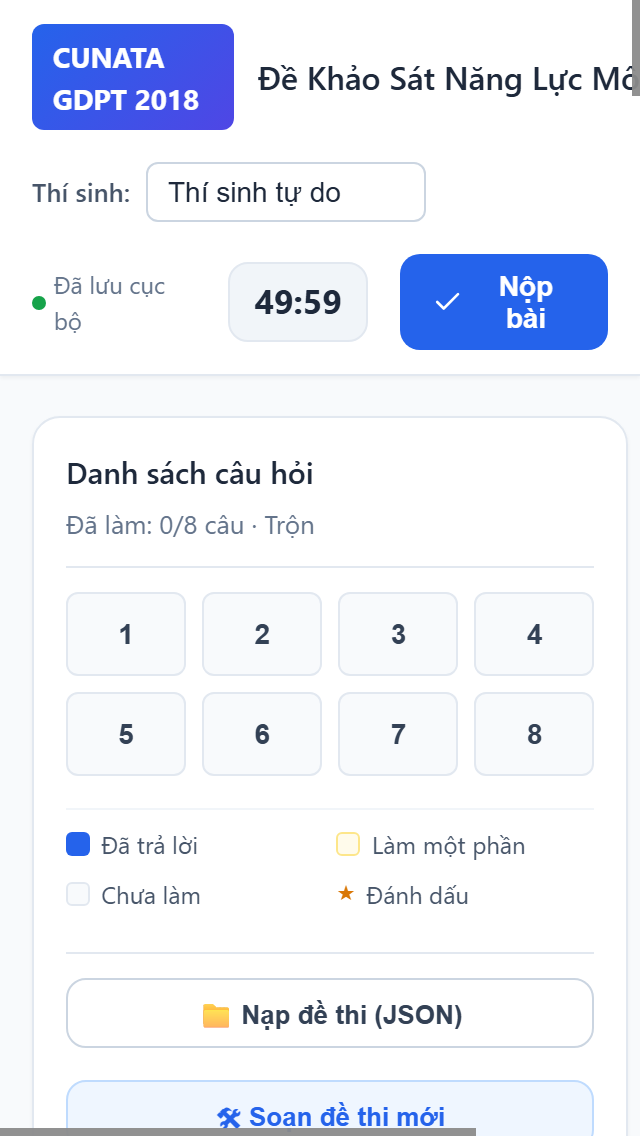 CUNATA
GDPT 2018
Đề Khảo Sát Năng Lực
Thí sinh:
Thí sinh tự do
Đã lưu cục
bộ
49:59
Nộp
bài
Danh sách câu hỏi
Đã làm: 0/8 câu · Trộn
1 2 3 4
5 6 7 8
Đã trả lời
Làm một phần
Chưa làm
Đánh dấu
Nạp đề thi (JSON)
Soạn đề thi mới